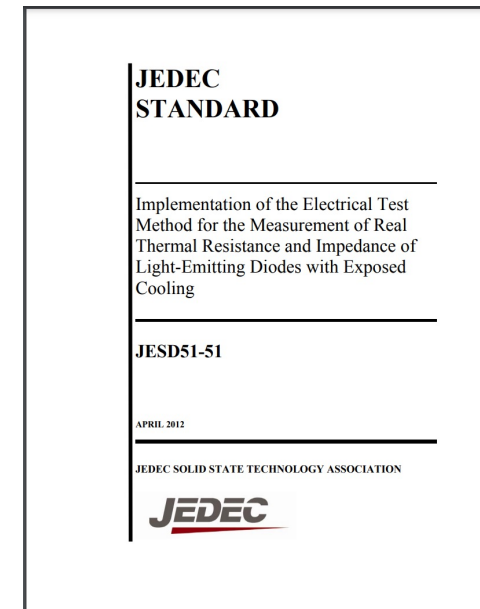 JEDEC
STANDARD
Implementation of the Electrical Test
Method for the Measurement of Real
Thermal Resistance and Impedance of
Light-Emitting Diodes with Exposed
Cooling
JESD51-51
APRIL 2012
JEDEC SOLID STATE TECHNOLOGY ASSOCIATION
JEDEC